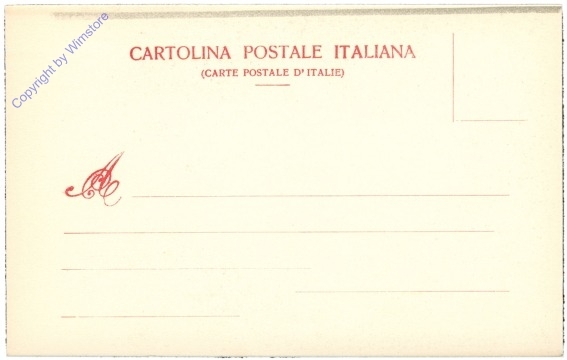 Copyright by Wimstore
CARTOLINA POSTALE ITALIANA
(CARTE POSTALE D'ITALIE)
A